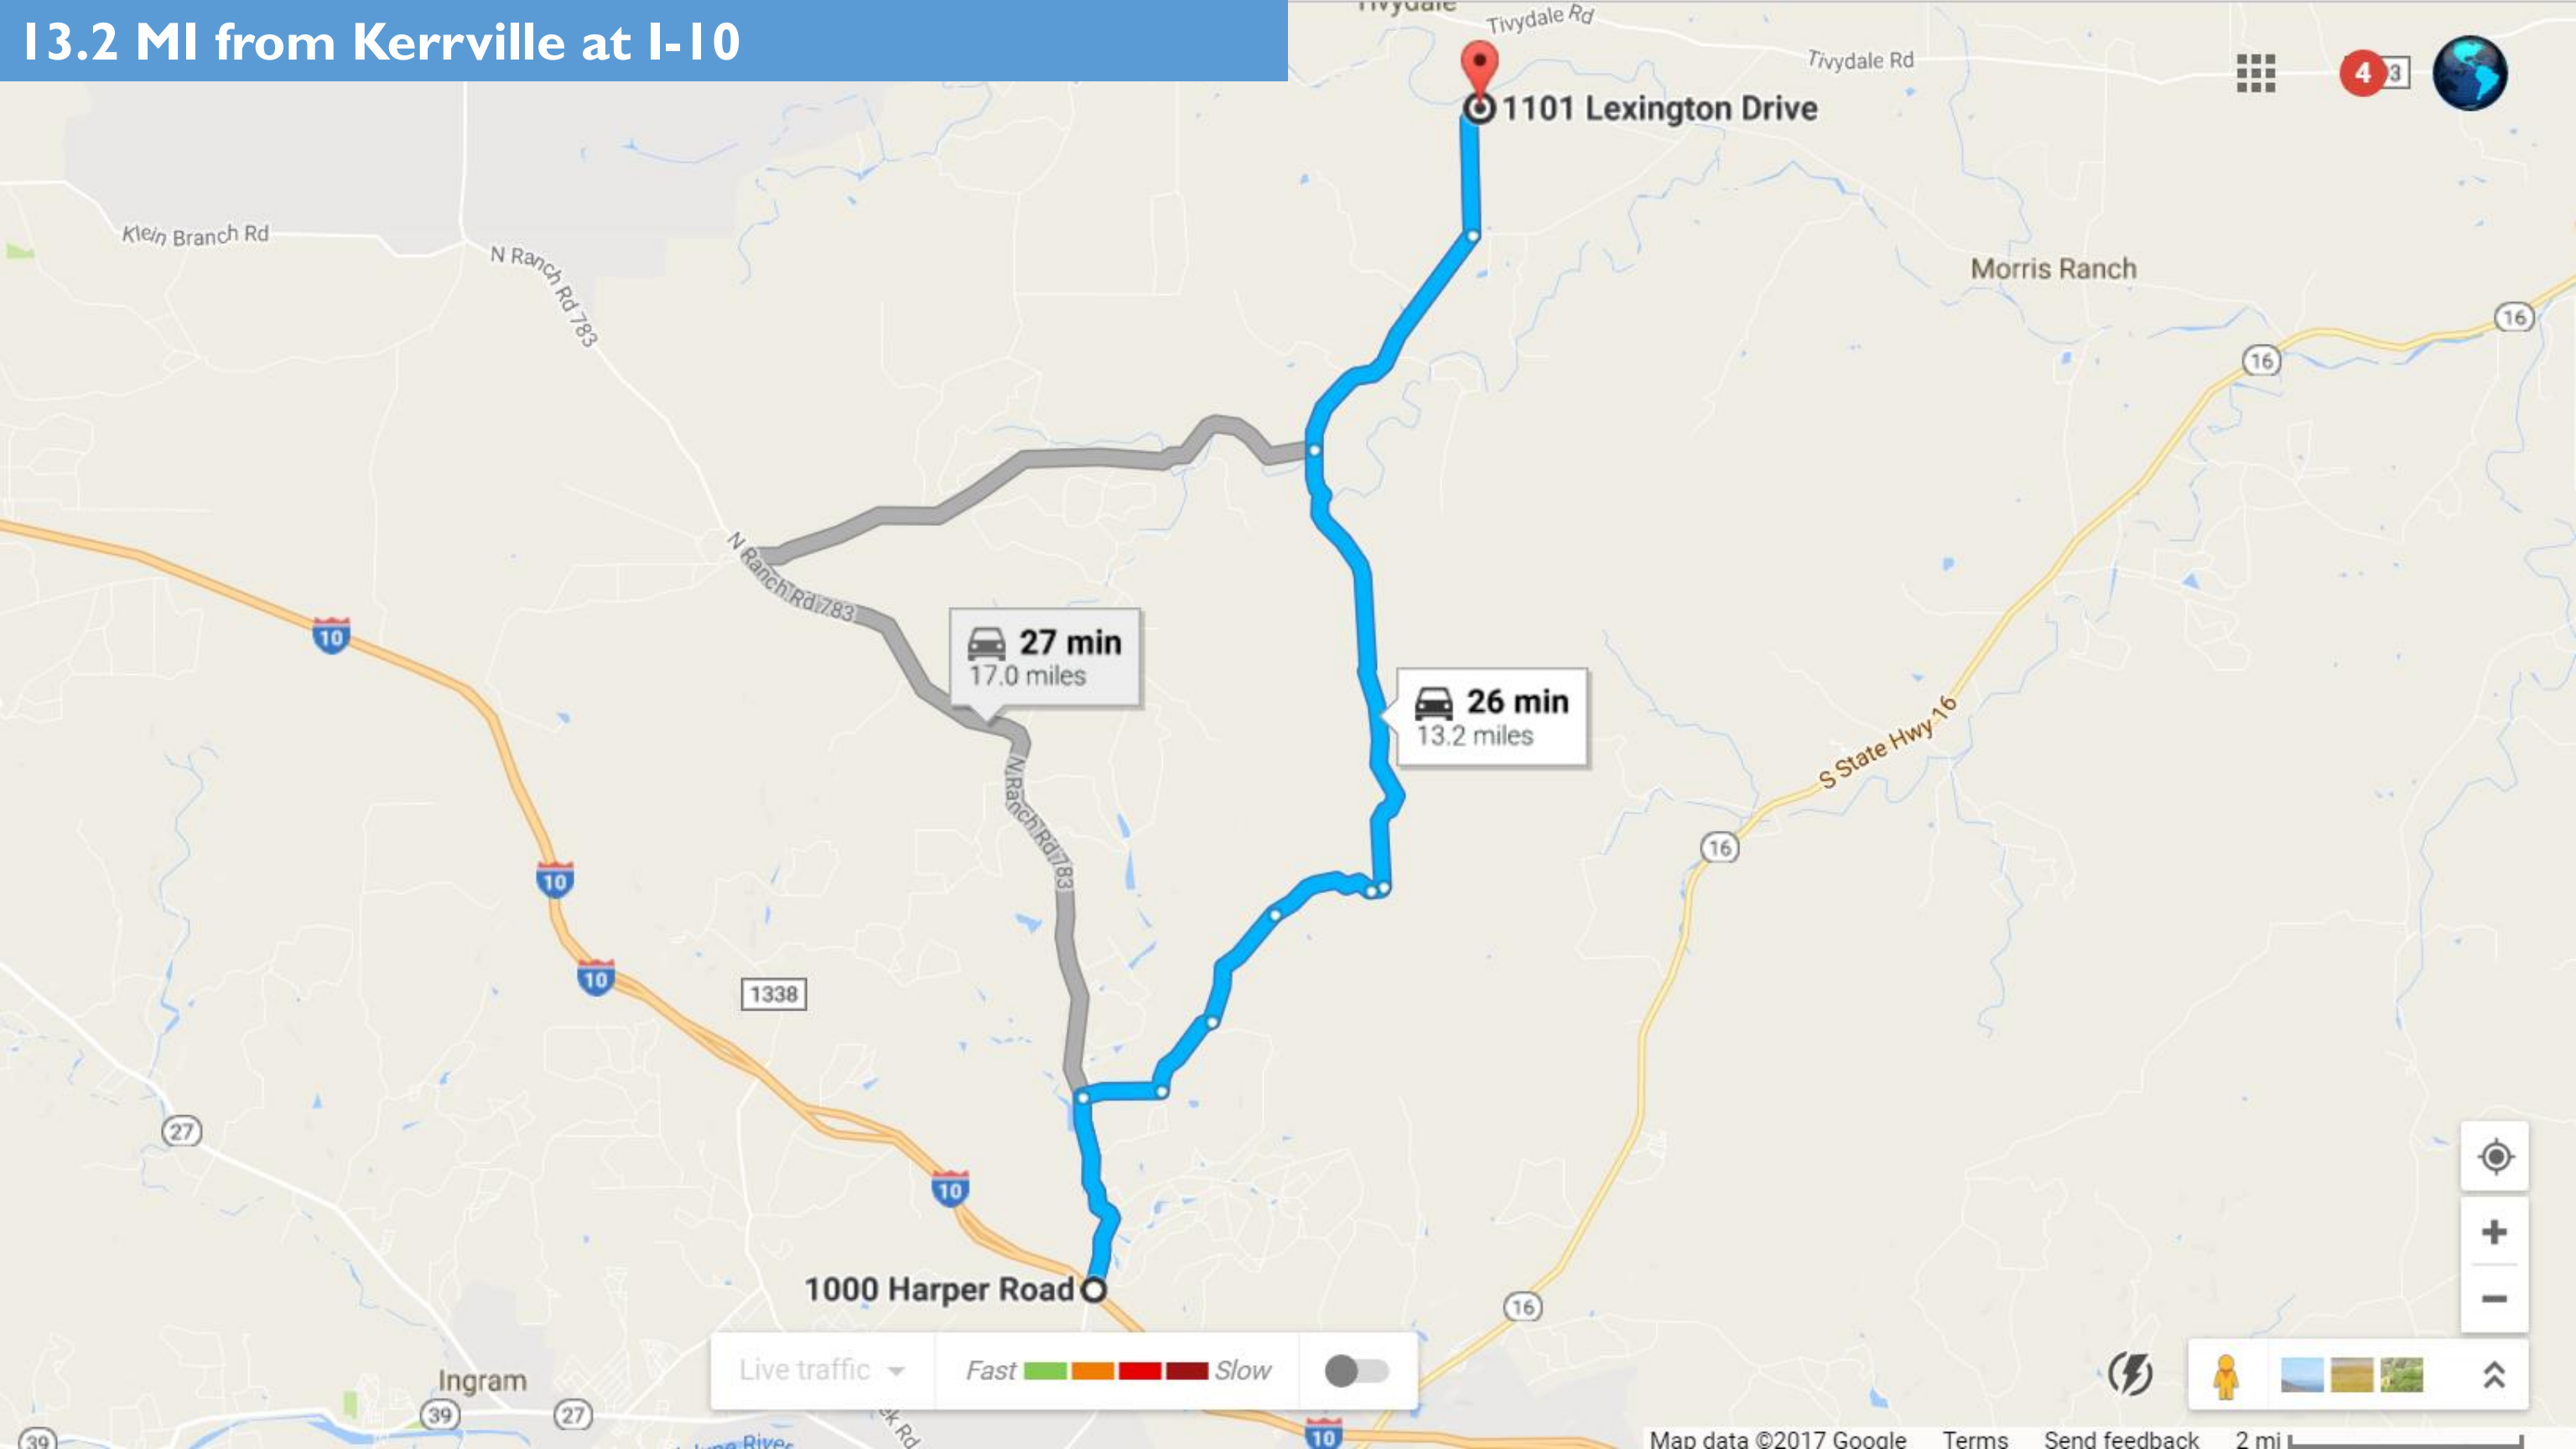 13.2 MI from Kerrville at I-10
Tivydale
Tivydale Rd
Tivydale Rd
4
3
1101 Lexington Drive
Klein Branch Rd
N Ranch Rd 783
Morris Ranch
16
16
N Ranch Rd 783
10
27 min
17.0 miles
26 min
13.2 miles
S State Hwy 16
N Ranch Rd 783
16
10
10
1338
27
10
1000 Harper Road
16
Live traffic
Fast
Slow
Ingram
39
27
39
10
Map data ©2017 Google
Terms
Send feedback
2 mi